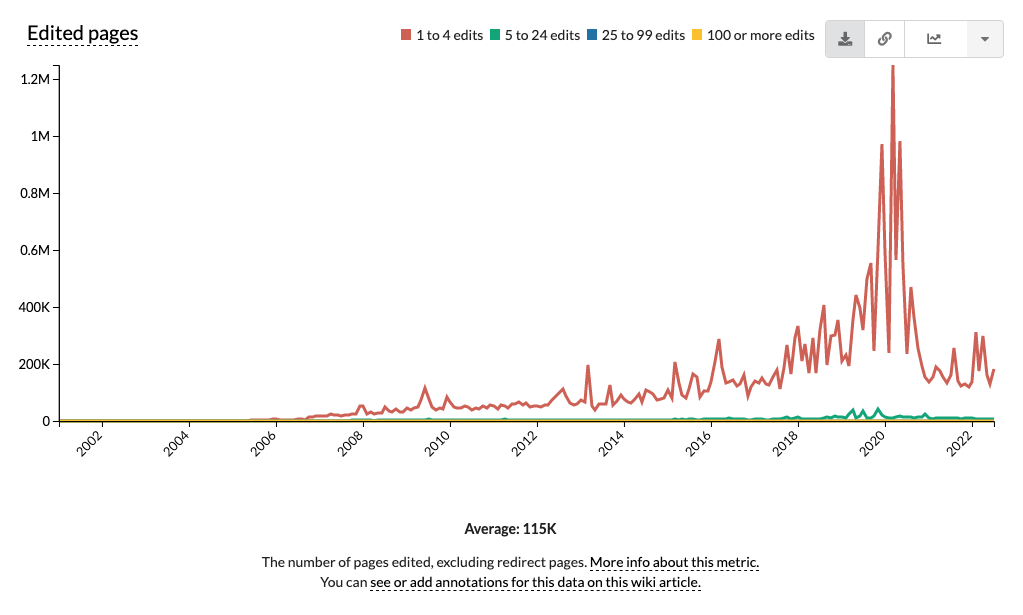 Edited pages
1 to 4 edits 5 to 24 edits 25 to 99 edits 100 or more edits
1.2M
1M
0.8M
0.6M
400K
200K
0
2002 2004 2006 2008 2010 2012 2014 2016 2018 2020 2022
Average: 115K
The number of pages edited, excluding redirect pages. More info about this metric.
You can see or add annotations for this data on this wiki article.